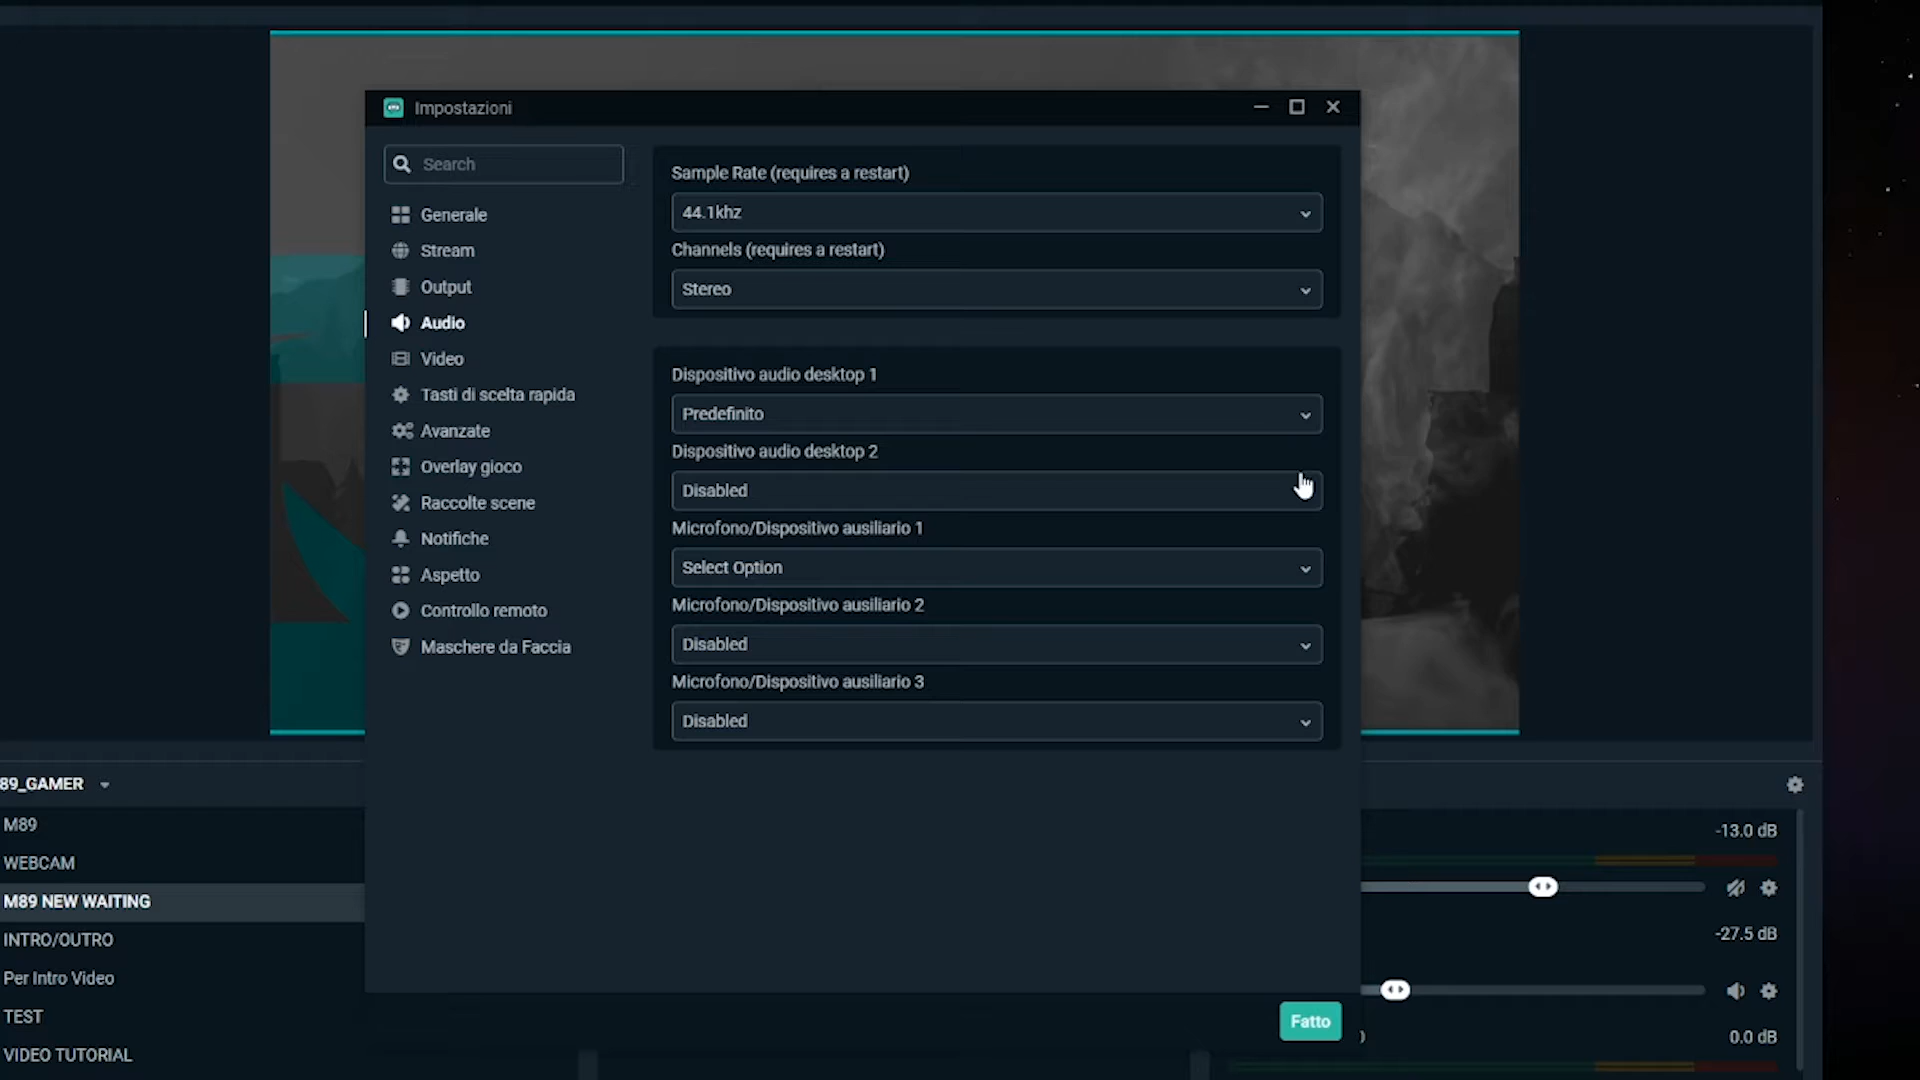 Impostazioni
Search
Generale
Stream
Output
Audio
Video
Tasti di scelta rapida
Avanzate
Overlay gioco
Raccolte scene
Notifiche
Aspetto
Controllo remoto
Maschere da Faccia
Sample Rate (requires a restart)
44.1khz
Channels (requires a restart)
Stereo
Dispositivo audio desktop 1
Predefinito
Dispositivo audio desktop 2
Disabled
Microfono/Dispositivo ausiliario 1
Select Option
Microfono/Dispositivo ausiliario 2
Disabled
Microfono/Dispositivo ausiliario 3
Disabled
Fatto
89_GAMER
M89
WEBCAM
M89 NEW WAITING
INTRO/OUTRO
Per Intro Video
TEST
VIDEO TUTORIAL
-13.0 dB
-27.5 dB
0.0 dB